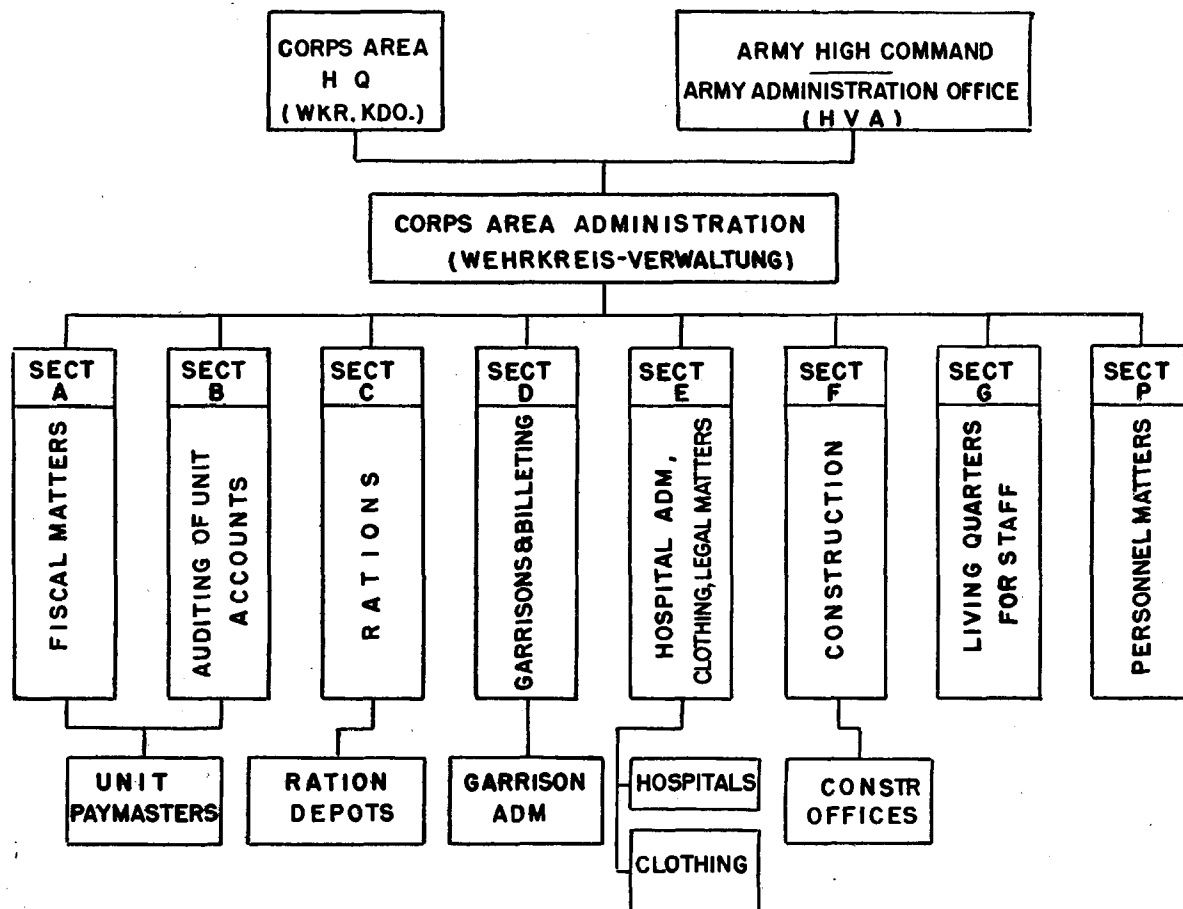 CORPS AREA
H Q
(WKR. KDO.)
ARMY HIGH COMMAND
ARMY ADMINISTRATION OFFICE
(HVA)
CORPS AREA ADMINISTRATION
(WEHRKREIS-VERWALTUNG)
SECT
A
FISCAL MATTERS
SECT
B
AUDITING OF UNIT
ACCOUNTS
SECT
C
RATIONS
SECT
D
GARRISONS&BILLETING
SECT
E
HOSPITAL ADM,
CLOTHING, LEGAL MATTERS
SECT
F
CONSTRUCTION
SECT
G
LIVING QUARTERS
FOR STAFF
SECT
P
PERSONNEL MATTERS
UNIT
PAYMASTERS
RATION
DEPOTS
GARRISON
ADM
HOSPITALS
CLOTHING
CONSTR
OFFICES